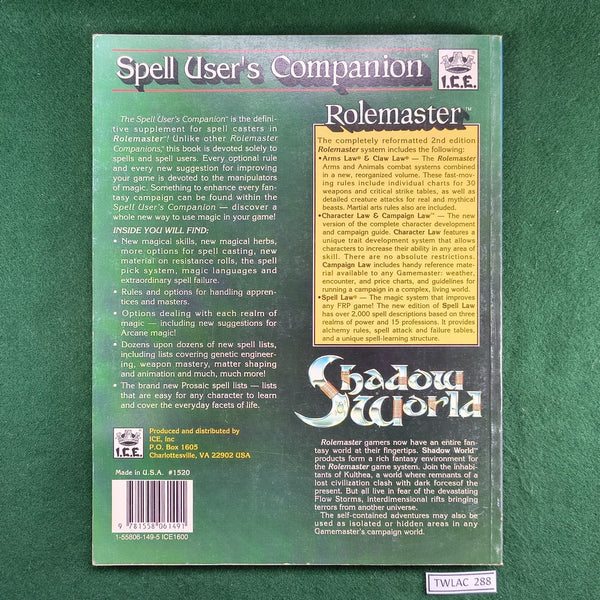 Spell User's Companion™
I.C.E.
The Spell User's Companion™ is the defini-
tive supplement for spell casters in
Rolemaster®! Unlike other Rolemaster
Companions,™ this book is devoted solely to
spells and spell users. Every optional rule
and every new suggestion for improving
your game is devoted to the manipulators
of magic. Something to enhance every fan-
tasy campaign can be found within the
Spell User's Companion — discover a
whole new way to use magic in your game!
INSIDE YOU WILL FIND:
• New magical skills, new magical herbs,
more options for spell casting, new
material on resistance rolls, the spell
pick system, magic languages and
extraordinary spell failure.
• Rules and options for handling appren-
tices and masters.
• Options dealing with each realm of
magic — including new suggestions for
Arcane magic!
• Dozens upon dozens of new spell lists,
including lists covering genetic engineer-
ing, weapon mastery, matter shaping
and animation and much, much more!
• The brand new Prosaic spell lists — lists
that are easy for any character to learn
and cover the everyday facets of life.
I.C.E.
Produced and distributed by
ICE, Inc
P.O. Box 1605
Charlottesville, VA 22902 USA
Made in U.S.A. #1520
9 781558 061491
1-55806-149-5 ICE1600
Rolemaster™
The completely reformatted 2nd edition
Rolemaster system includes the following:
•Arms Law® & Claw Law® — The Rolemaster
Arms and Animals combat systems combined
in a new, reorganized volume. These fast-mov-
ing rules include individual charts for 30
weapons and critical strike tables, as well as
detailed creature attacks for real and mythical
beasts. Martial arts rules also are included.
•Character Law & Campaign Law™ — The new
version of the complete character development
and campaign guide. Character Law features a
unique trait development system that allows
characters to increase their ability in any area of
skill. There are no absolute restrictions.
Campaign Law includes handy reference mate-
rial available to any Gamemaster: weather,
encounter, and price charts, and guidelines for
running a campaign in a complex, living world.
•Spell Law® — The magic system that improves
any FRP game! The new edition of Spell Law
has over 2,000 spell descriptions based on three
realms of power and 15 professions. It provides
alchemy rules, spell attack and failure tables,
and a unique spell-learning structure.
Shadow World
Rolemaster gamers now have an entire fan-
tasy world at their fingertips. Shadow World™
products form a rich fantasy environment for
the Rolemaster game system. Join the inhabi-
tants of Kulthea, a world where remnants of a
lost civilization clash with dark forcesof the
present. But all live in fear of the devastating
Flow Storms, interdimensional rifts bringing
terrors from another universe.
The self-contained adventures may also be
used as isolated or hidden areas in any
Gamemaster's campaign world.
TWLAC 288